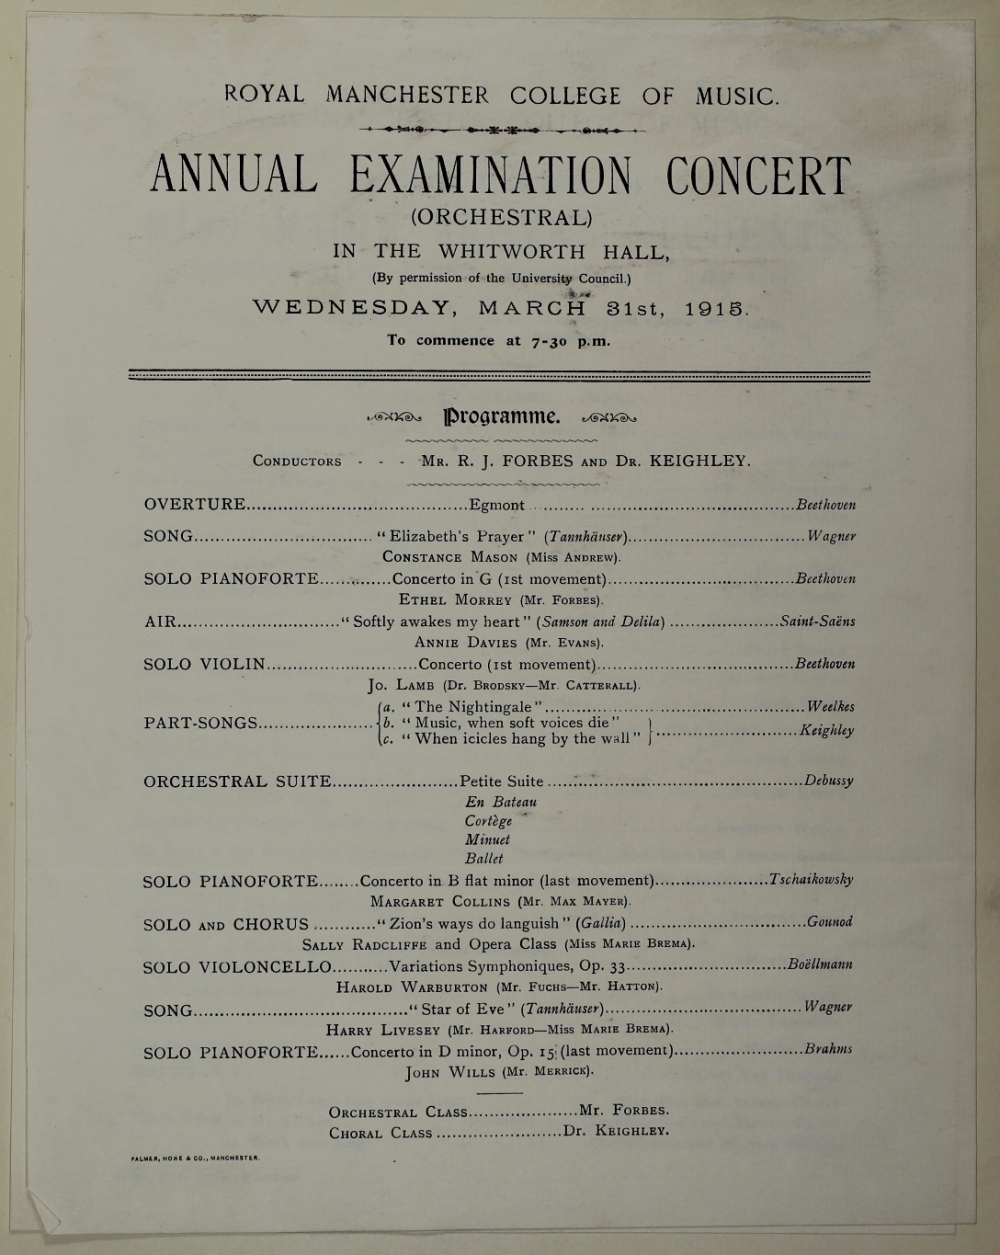 ROYAL MANCHESTER COLLEGE OF MUSIC.
ANNUAL EXAMINATION CONCERT
(ORCHESTRAL)
IN THE WHITWORTH HALL,
(By permission of the University Council.)
WEDNESDAY, MARCH 31st, 1915.
To commence at 7-30 p.m.
Programme.
CONDUCTORS - - - MR. R. J. FORBES AND DR. KEIGHLEY.
OVERTURE..........Egmont..........Beethoven
SONG..........“Elizabeth's Prayer” (Tannhäuser)..........Wagner
CONSTANCE MASON (MISS ANDREW).
SOLO PIANOFORTE..........Concerto in G (1st movement)..........Beethoven
ETHEL MORREY (MR. FORBES).
AIR..........“Softly awakes my heart” (Samson and Delila)..........Saint-Saëns
ANNIE DAVIES (MR. EVANS).
SOLO VIOLIN..........Concerto (1st movement)..........Beethoven
JO. LAMB (DR. BRODSKY—MR. CATTERALL).
PART-SONGS..........a. “The Nightingale”..........Weelkes
b. “Music, when soft voices die”
c. “When icicles hang by the wall”..........Keighley
ORCHESTRAL SUITE..........Petite Suite..........Debussy
En Bateau
Cortège
Minuet
Ballet
SOLO PIANOFORTE..........Concerto in B flat minor (last movement)..........Tschaikowsky
MARGARET COLLINS (MR. MAX MAYER).
SOLO AND CHORUS..........“Zion's ways do languish” (Gallia)..........Gounod
SALLY RADCLIFFE and Opera Class (MISS MARIE BREMA).
SOLO VIOLONCELLO..........Variations Symphoniques, Op. 33..........Boëllmann
HAROLD WARBURTON (MR. FUCHS—MR. HATTON).
SONG..........“Star of Eve” (Tannhäuser)..........Wagner
HARRY LIVESEY (MR. HARFORD—MISS MARIE BREMA).
SOLO PIANOFORTE......Concerto in D minor, Op. 15 (last movement)..........Brahms
JOHN WILLS (MR. MERRICK).
ORCHESTRAL CLASS..........MR. FORBES.
CHORAL CLASS..........DR. KEIGHLEY.
PALMER, HOWE & CO., MANCHESTER.